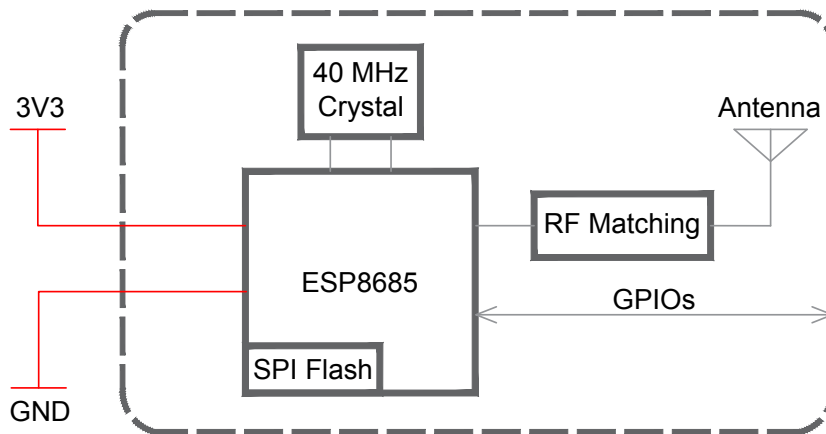 40 MHz
Crystal
3V3
Antenna
RF Matching
ESP8685
GPIOs
SPI Flash
GND